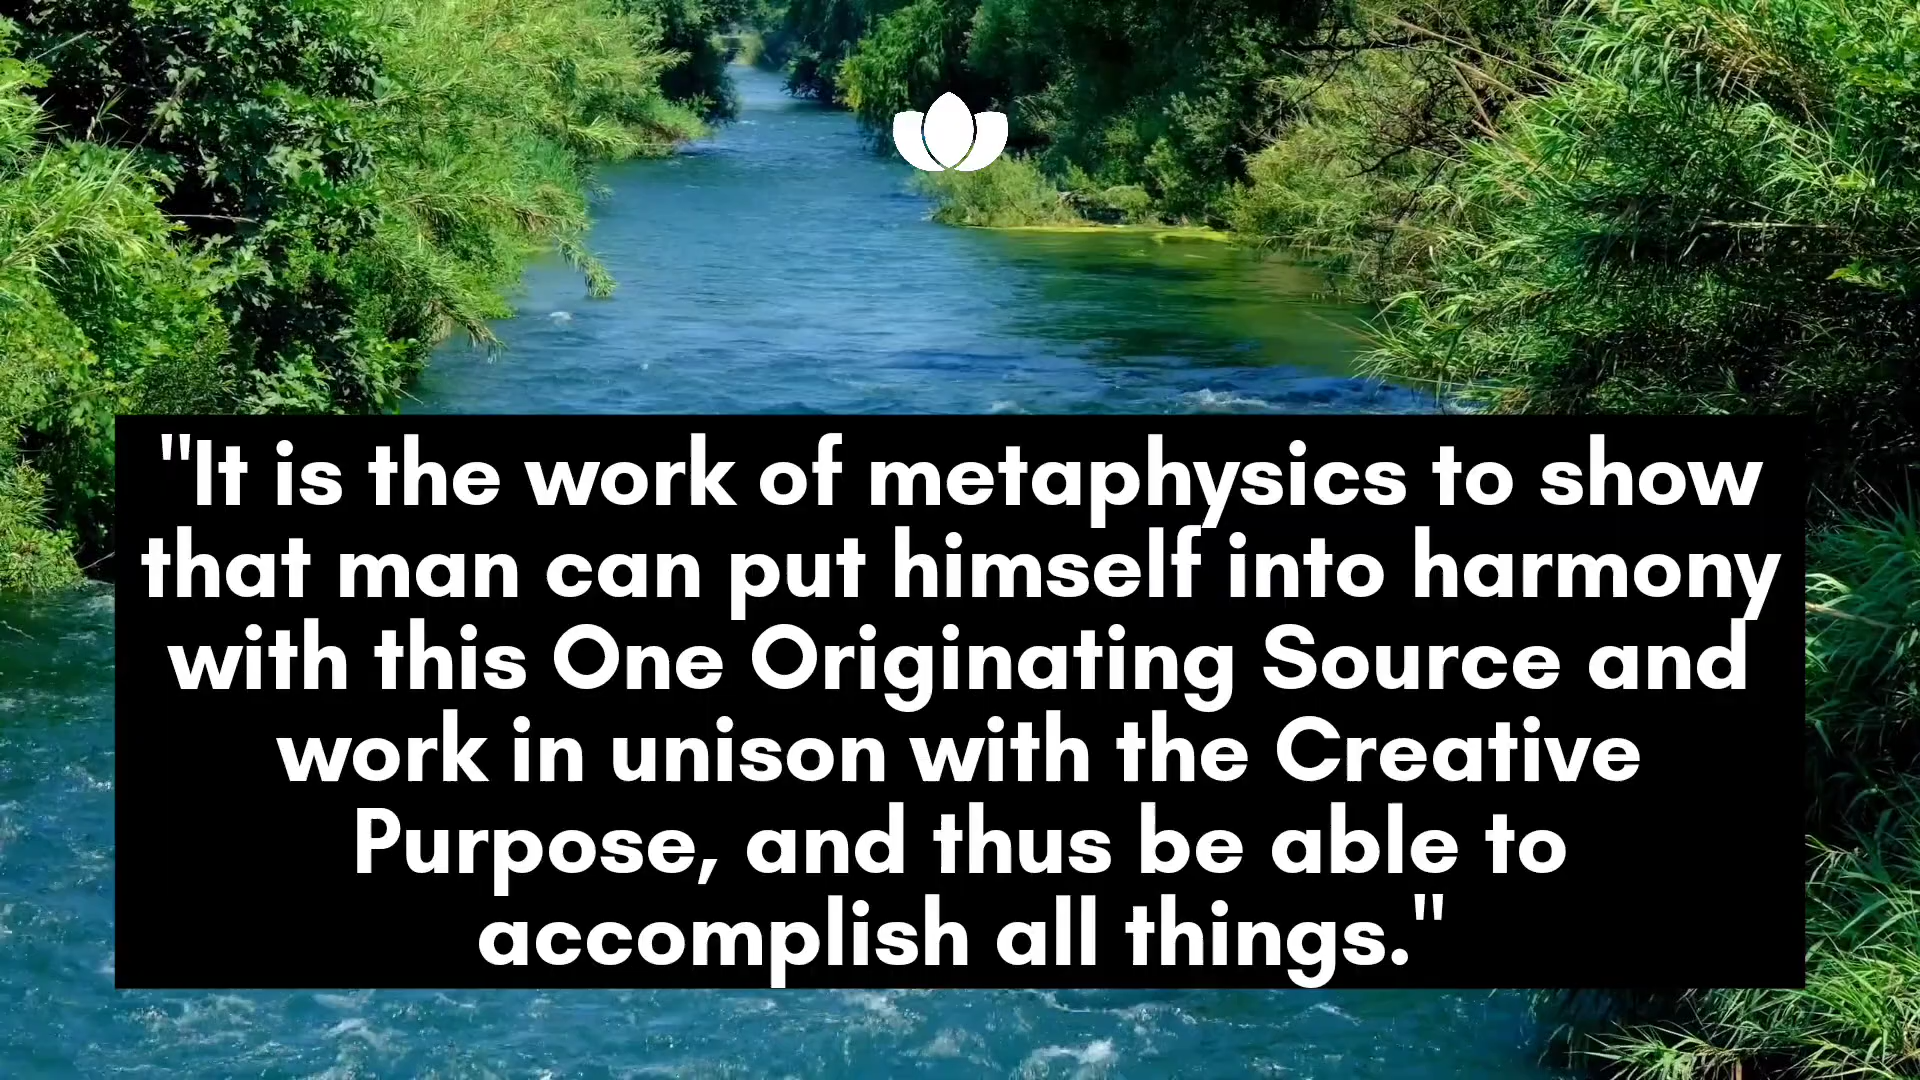 "It is the work of metaphysics to show
that man can put himself into harmony
with this One Originating Source and
work in unison with the Creative
Purpose, and thus be able to
accomplish all things."